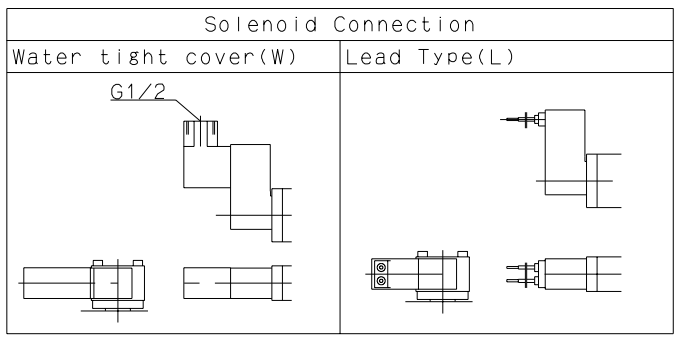 Solenoid Connection
Water tight cover(W)
Lead Type(L)
G1/2